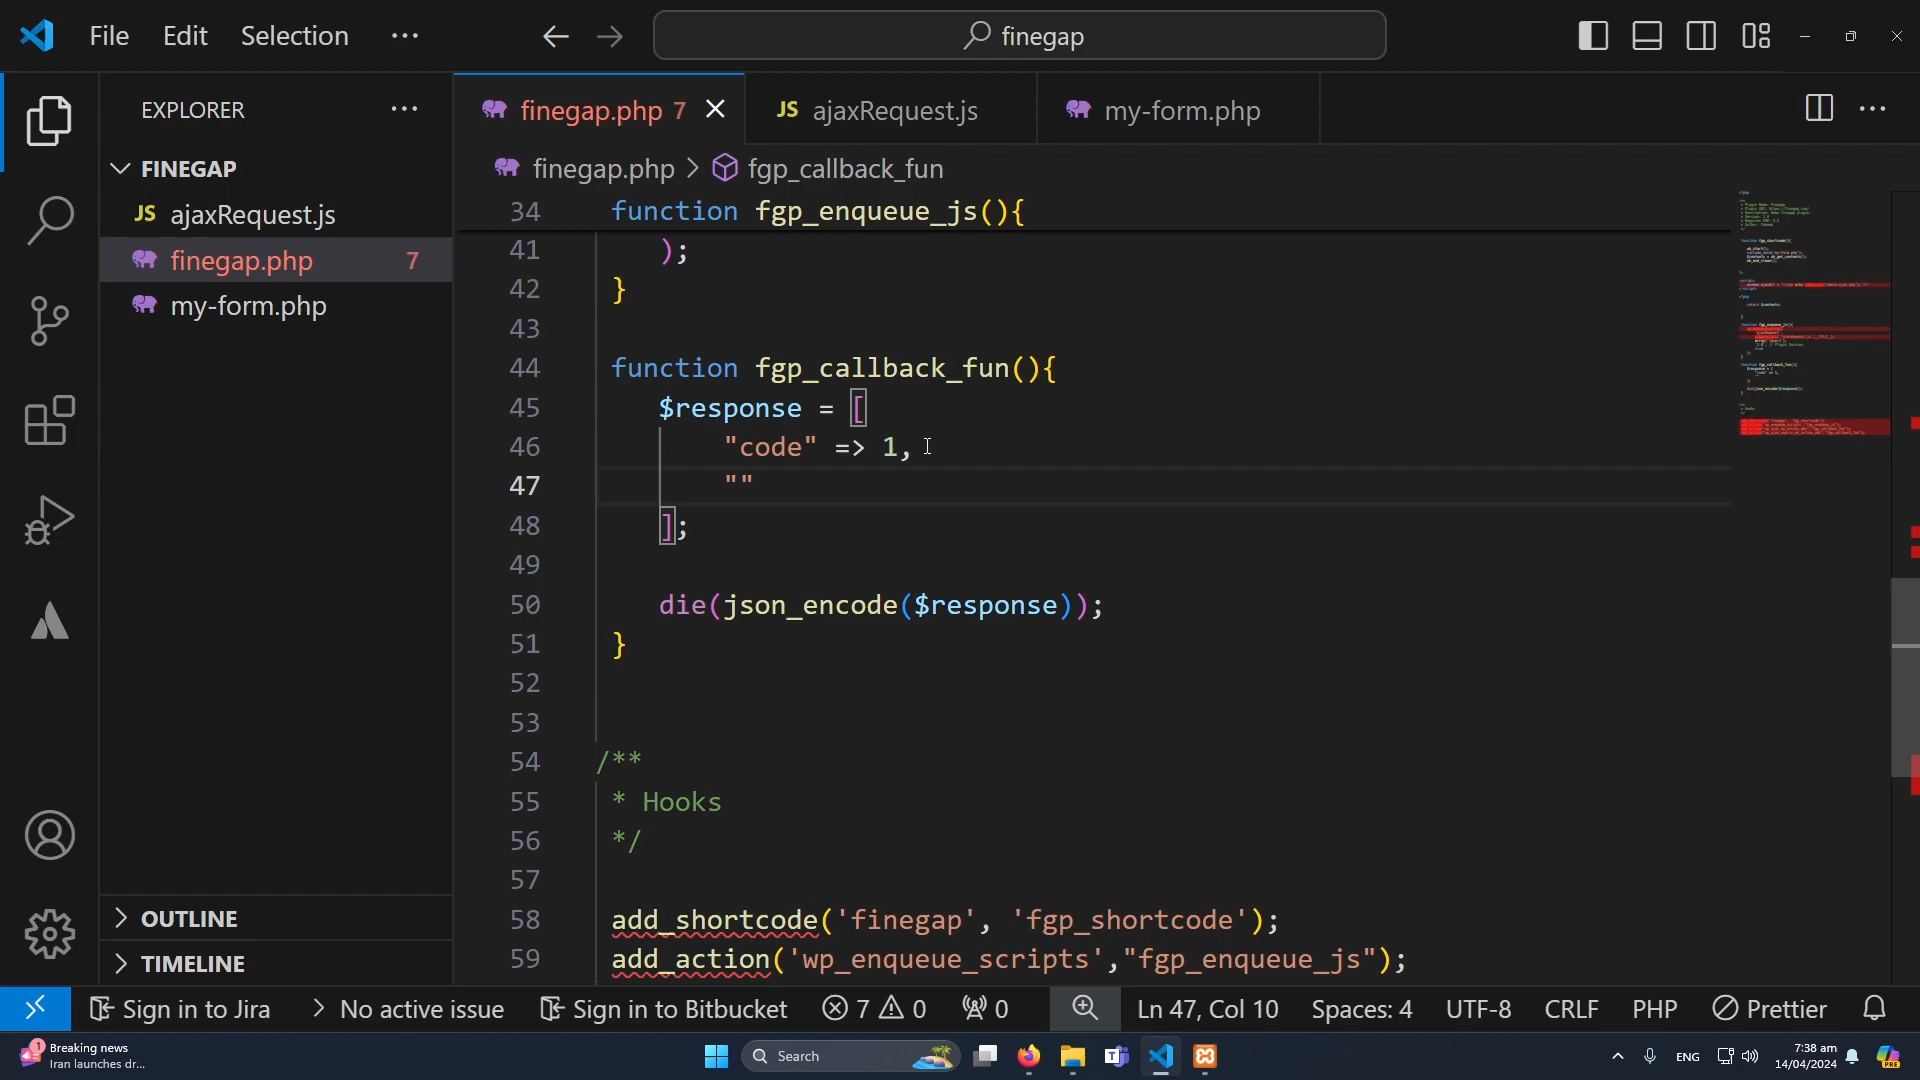 File Edit Selection ··· finegap
EXPLORER ···
finegap.php 7
JS ajaxRequest.js
my-form.php
FINEGAP
JS ajaxRequest.js
finegap.php 7
my-form.php
OUTLINE
TIMELINE
finegap.php > fgp_callback_fun
34 function fgp_enqueue_js(){
41 );
42 }
43
44 function fgp_callback_fun(){
45 $response = [
46 "code" => 1,
47 ""
48 ];
49
50 die(json_encode($response));
51 }
52
53
54 /**
55 * Hooks
56 */
57
58 add_shortcode('finegap', 'fgp_shortcode');
59 add_action('wp_enqueue_scripts',"fgp_enqueue_js");
Sign in to Jira > No active issue Sign in to Bitbucket 7 0 0 Ln 47, Col 10 Spaces: 4 UTF-8 CRLF PHP Prettier
1 Breaking news
Iran launches dr...
Search
ENG
7:38 am
14/04/2024
PRE